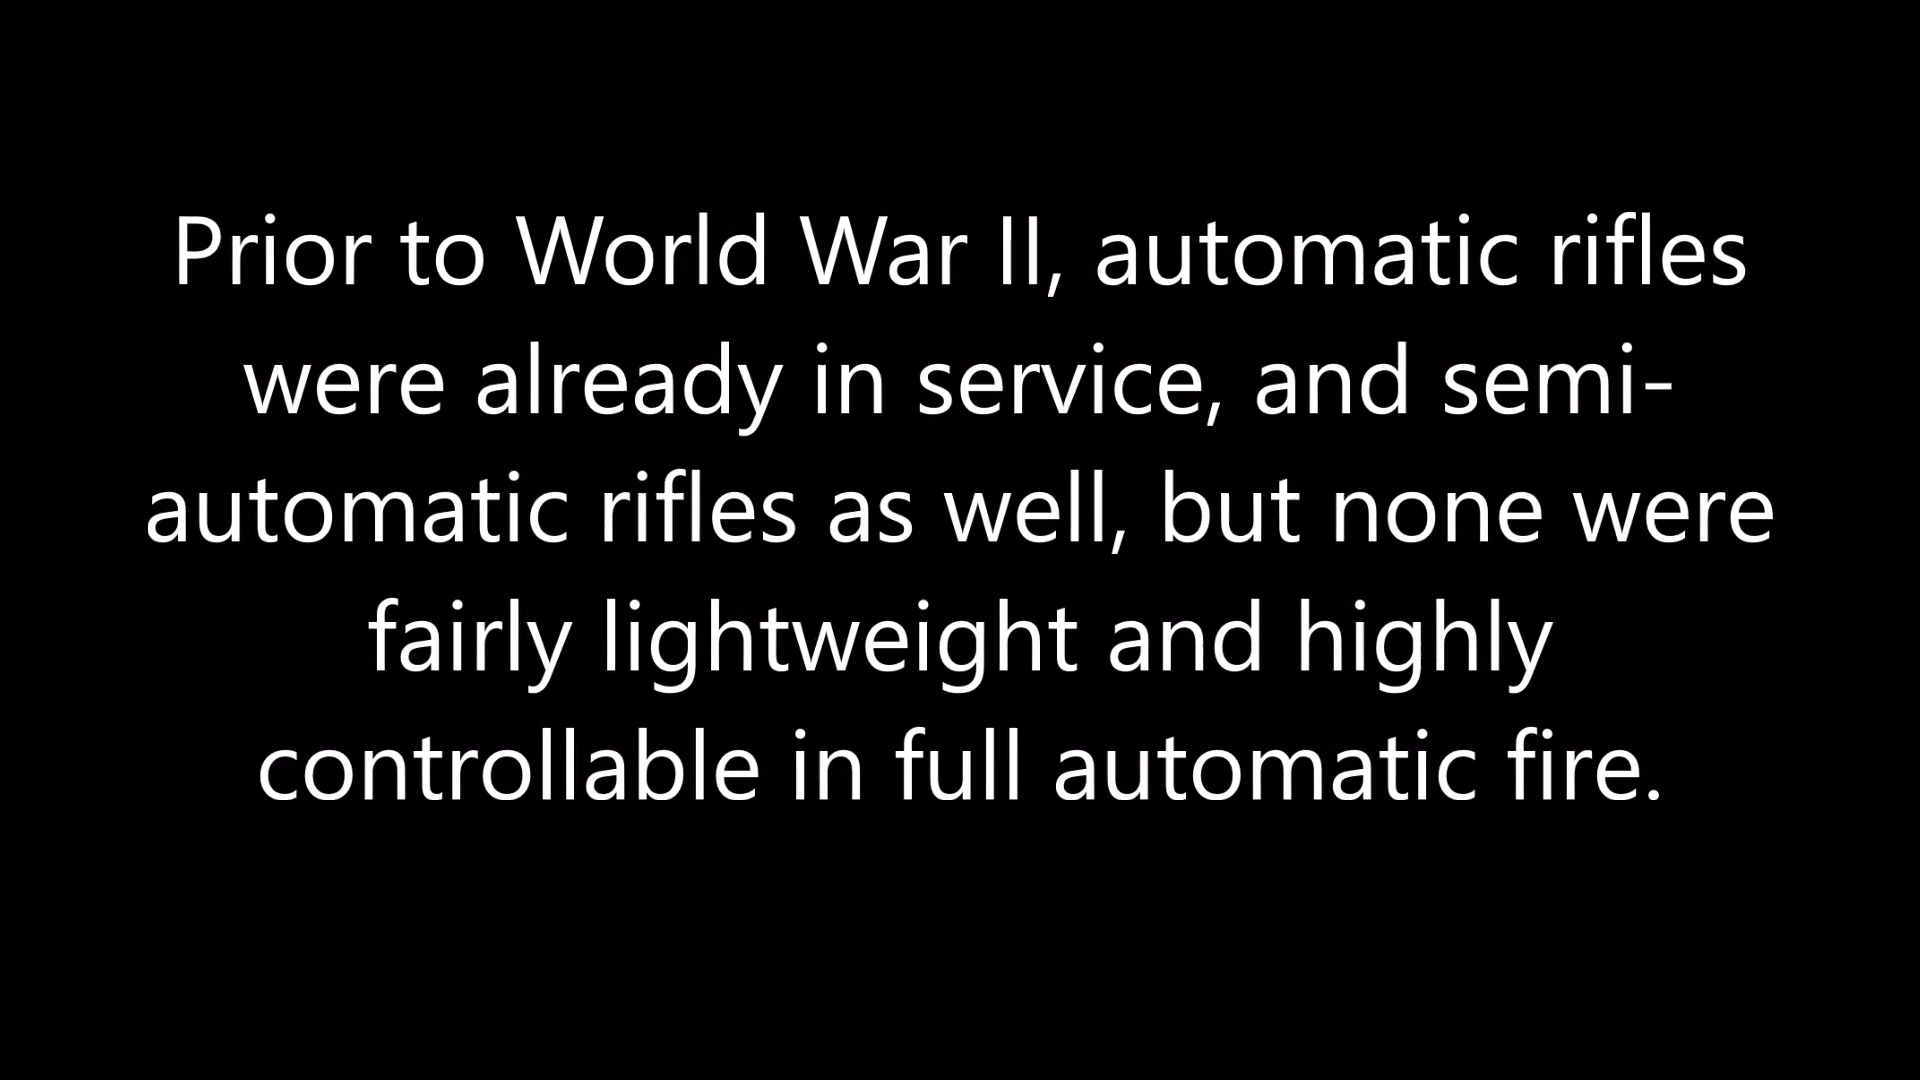 Prior to World War II, automatic rifles
were already in service, and semi-
automatic rifles as well, but none were
fairly lightweight and highly
controllable in full automatic fire.